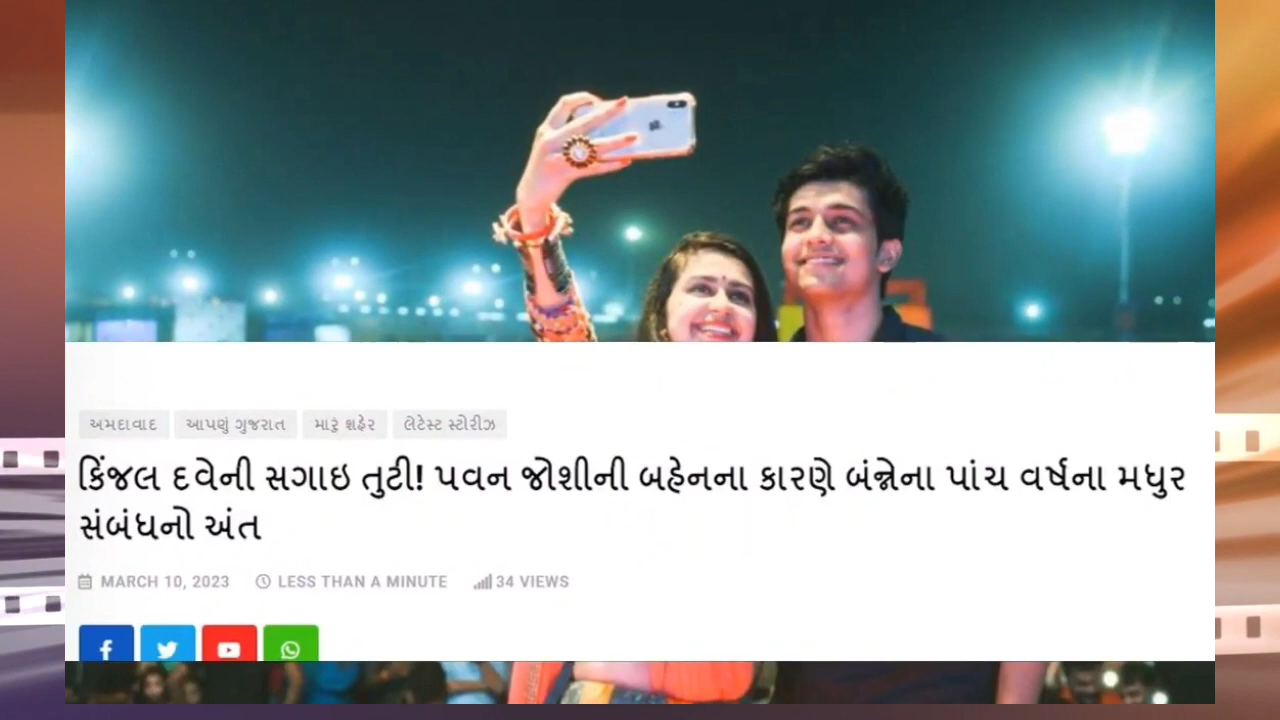 અમદાવાદ આપણું ગુજરાત મારું શહેર લેટેસ્ટ સ્ટોરીઝ
કિંજલ દવેની સગાઇ તુટી! પવન જોશીની બહેનના કારણે બંન્નેના પાંચ વર્ષના મધુર
સંબંધનો અંત
MARCH 10, 2023 LESS THAN A MINUTE 34 VIEWS